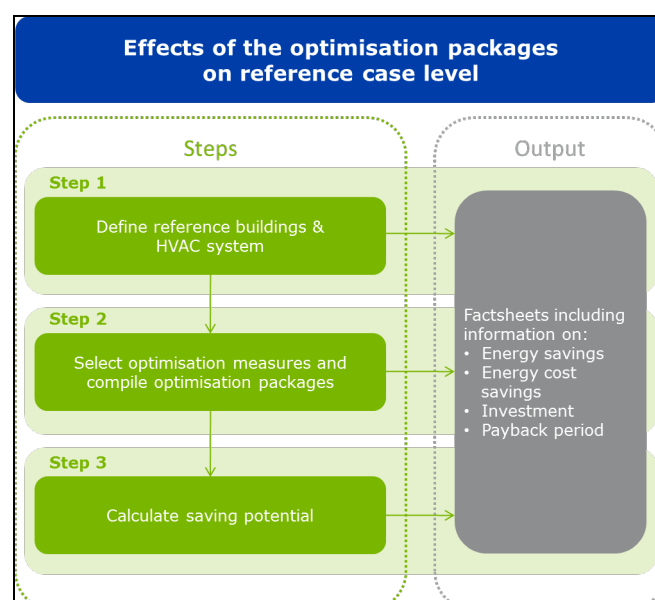 Effects of the optimisation packages
on reference case level
Steps
Output
Step 1
Define reference buildings &
HVAC system
Step 2
Select optimisation measures and
compile optimisation packages
Step 3
Calculate saving potential
Factsheets including
information on:
• Energy savings
• Energy cost
savings
• Investment
• Payback period